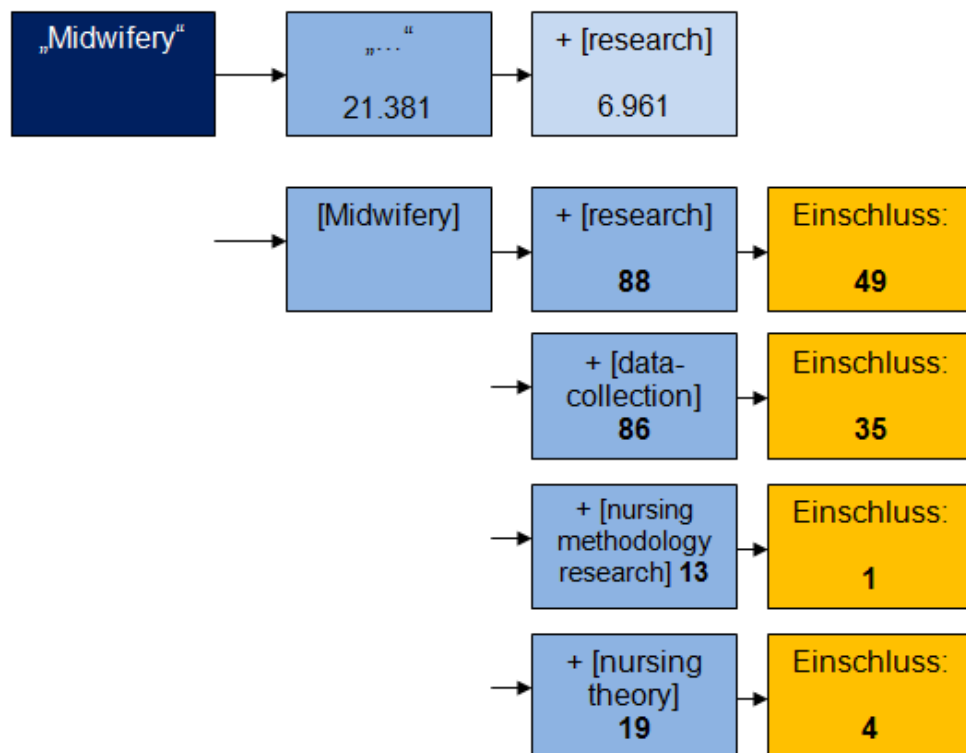 „Midwifery“
„…“
21.381
+ [research]
6.961
[Midwifery]
+ [research]
88
Einschluss:
49
+ [data-
collection]
86
Einschluss:
35
+ [nursing
methodology
research] 13
Einschluss:
1
+ [nursing
theory]
19
Einschluss:
4